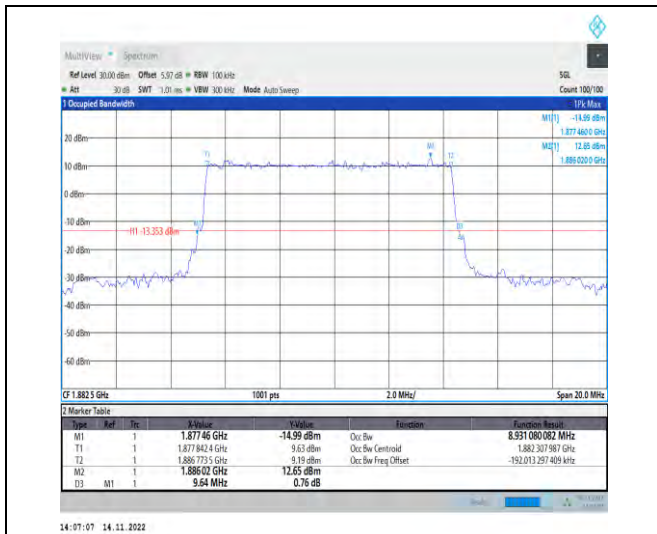 MultiView Spectrum
Ref Level 30.00 dBm Offset 5.97 dB RBW 100 kHz SGL
Att 30 dB SWT 1.01 ms VBW 300 kHz Mode Auto Sweep Count 100/100
1 Occupied Bandwidth 1Pk Max
M1[1] -14.99 dBm
1.877 460 0 GHz
M2[1] 12.65 dBm
1.886 020 0 GHz
20 dBm
10 dBm
0 dBm
-10 dBm
H1 -13.353 dBm
-20 dBm
-30 dBm
-40 dBm
-50 dBm
-60 dBm
T1
M2
T2
CF 1.882 5 GHz 1001 pts 2.0 MHz/ Span 20.0 MHz
2 Marker Table
Type Ref Trc X-Value Y-Value Function Function Result
M1 1 1.877 46 GHz -14.99 dBm Occ Bw 8.931 080 082 MHz
T1 1 1.877 842 4 GHz 9.63 dBm Occ Bw Centroid 1.882 307 987 GHz
T2 1 1.886 773 5 GHz 9.19 dBm Occ Bw Freq Offset -192.013 297 409 kHz
M2 1 1.886 02 GHz 12.65 dBm
D3 M1 1 9.64 MHz 0.76 dB
Ready
14:07:07 14.11.2022